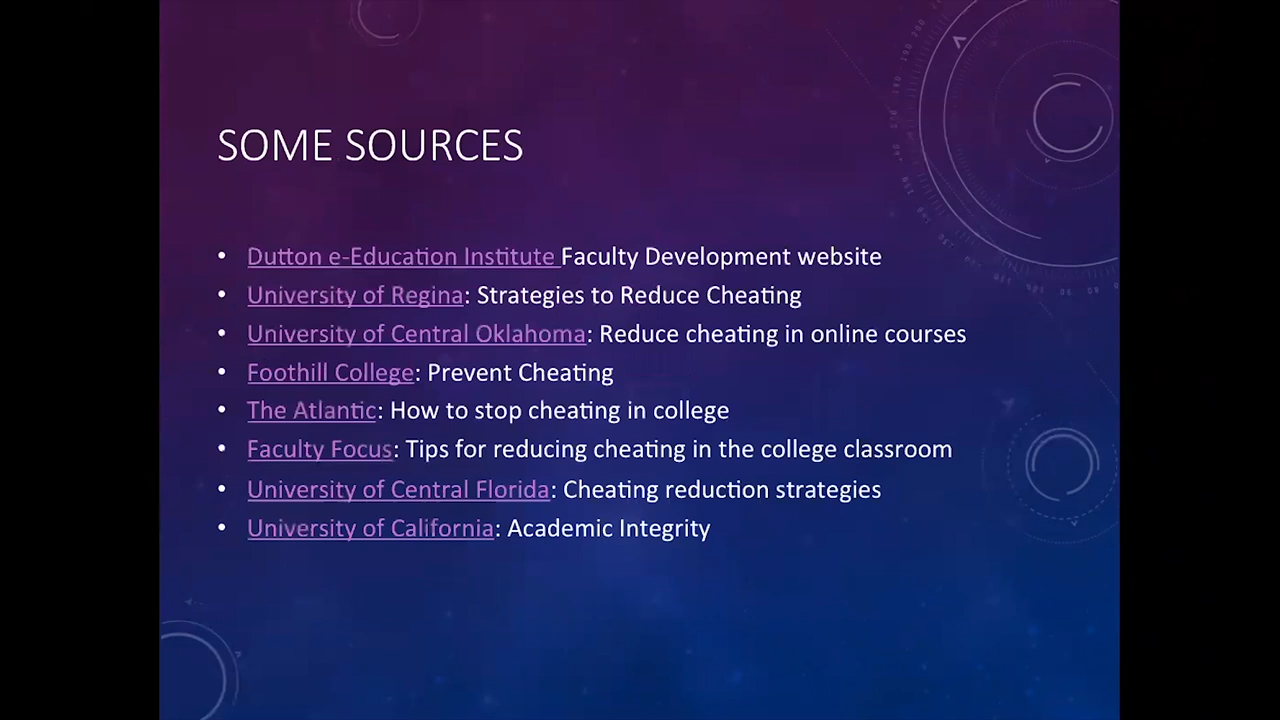 SOME SOURCES
• Dutton e-Education Institute Faculty Development website
• University of Regina: Strategies to Reduce Cheating
• University of Central Oklahoma: Reduce cheating in online courses
• Foothill College: Prevent Cheating
• The Atlantic: How to stop cheating in college
• Faculty Focus: Tips for reducing cheating in the college classroom
• University of Central Florida: Cheating reduction strategies
• University of California: Academic Integrity